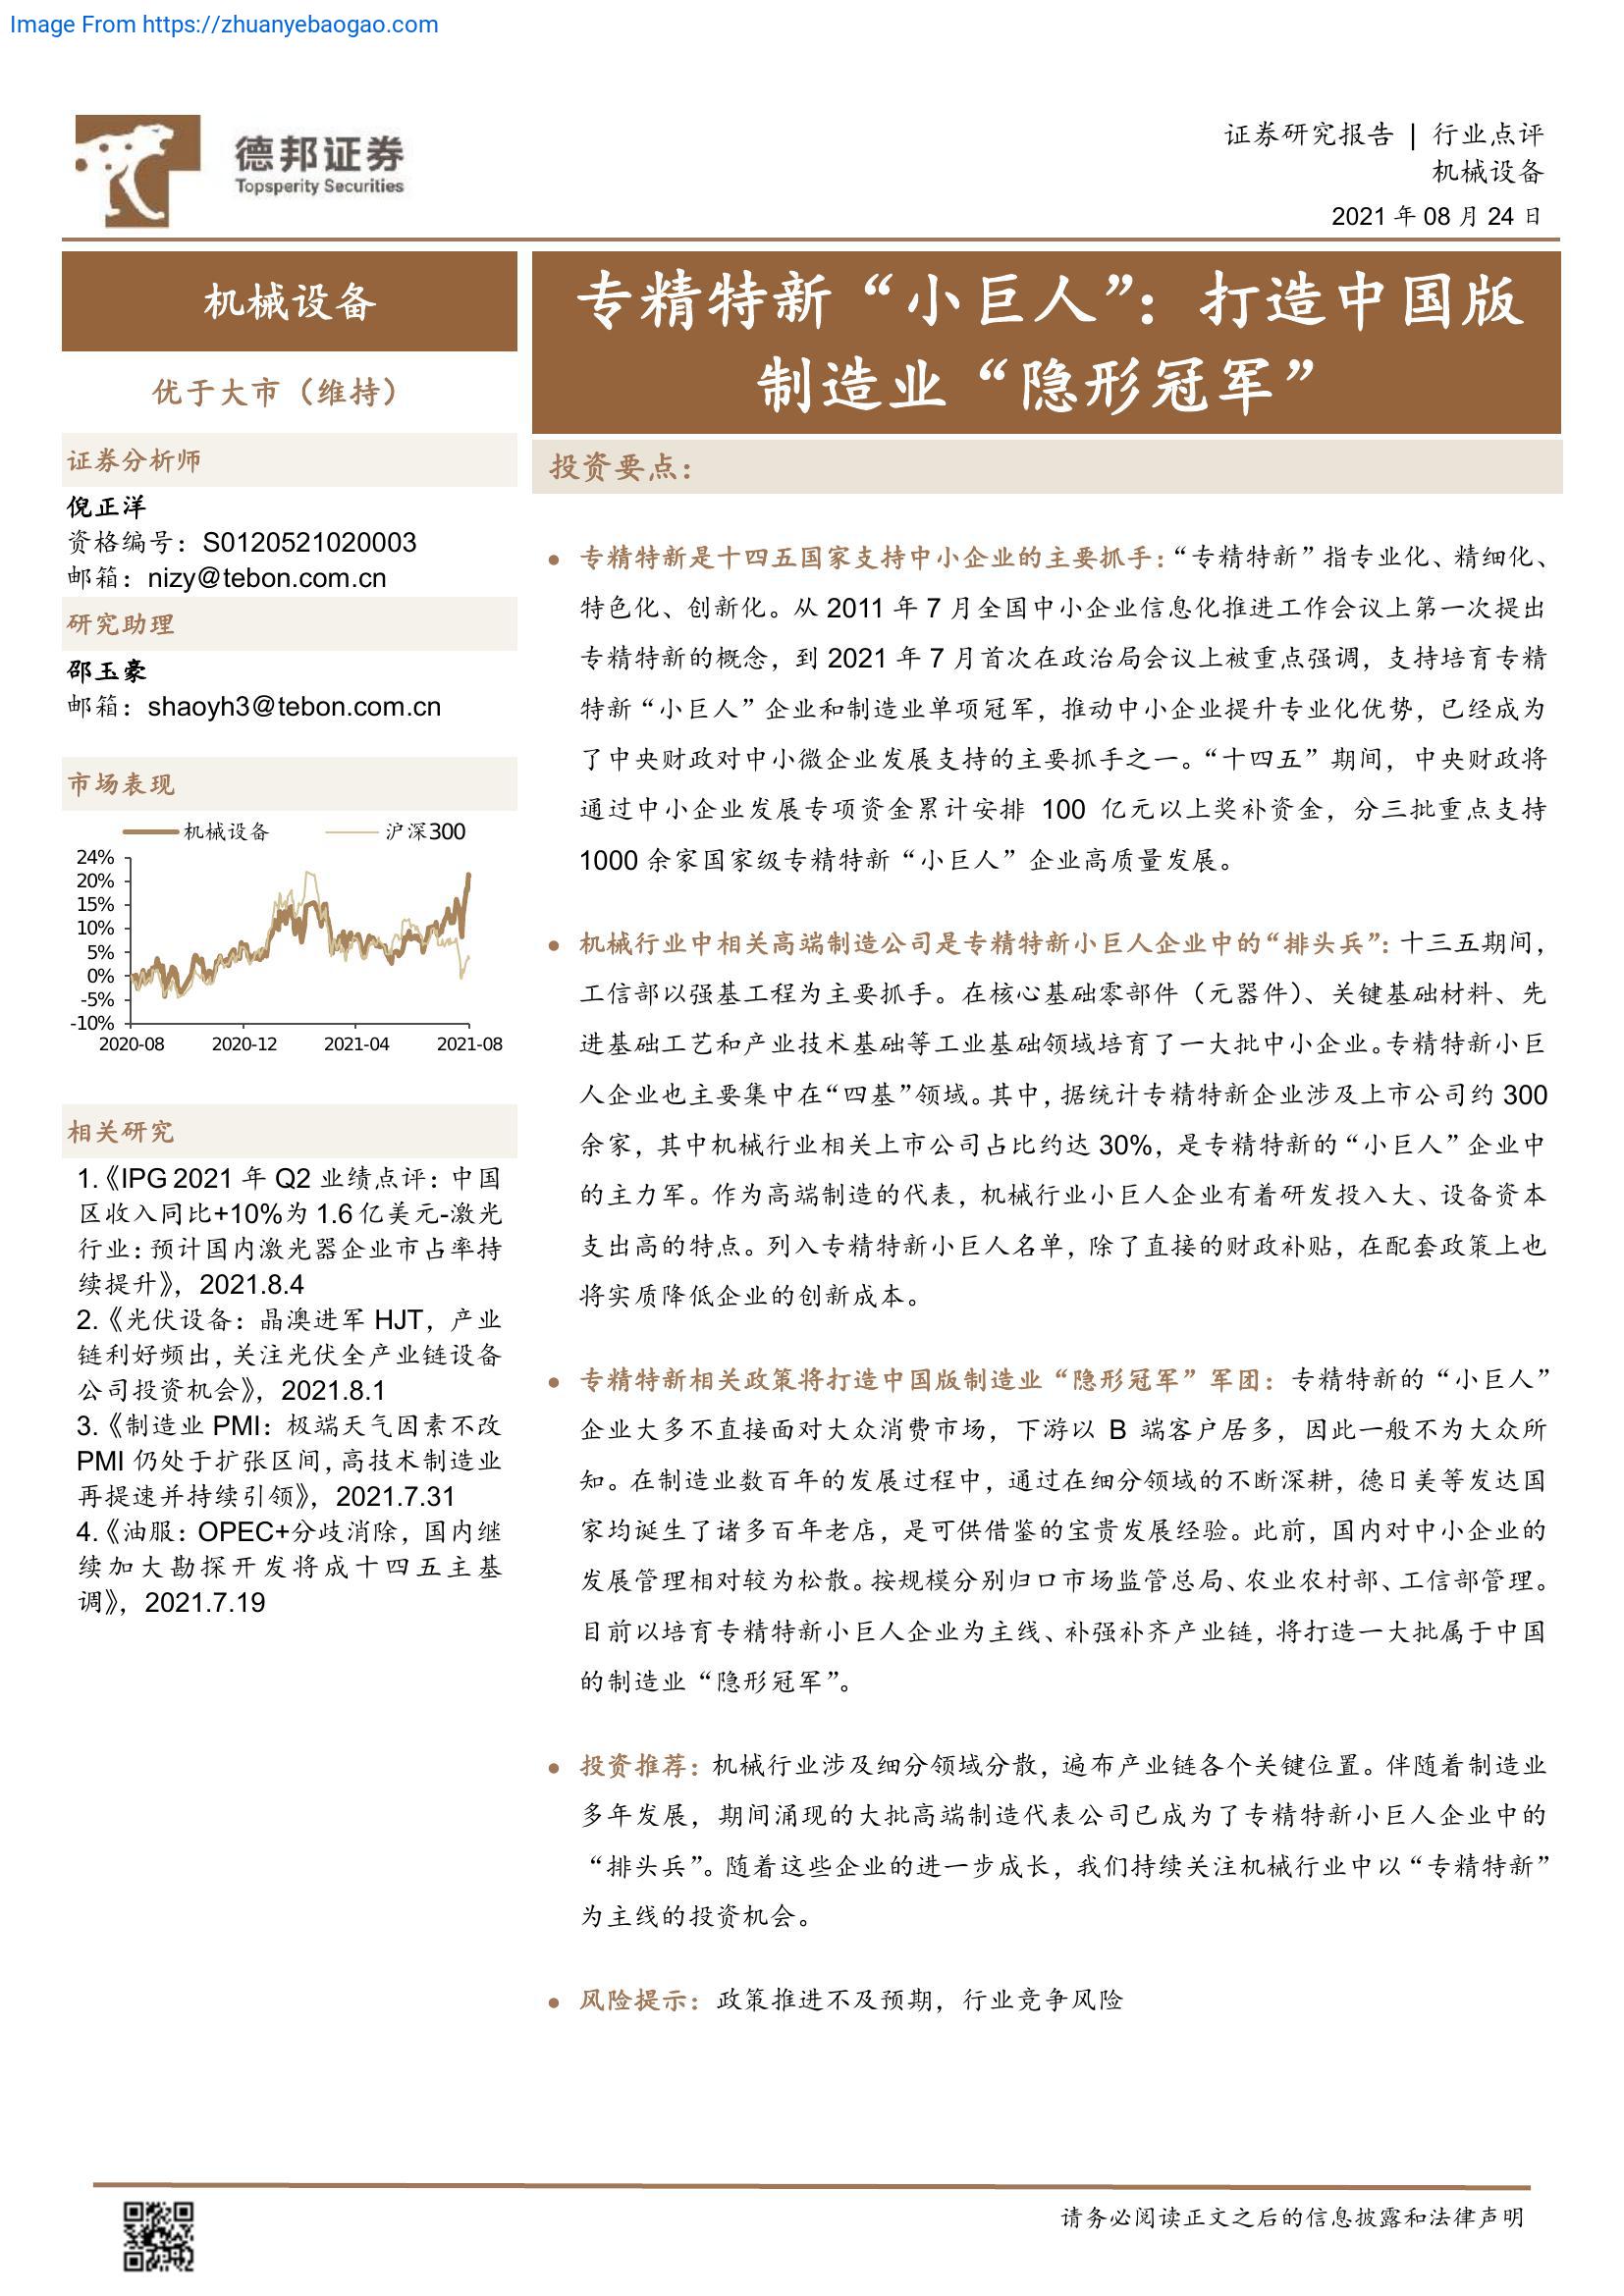 Image From https://zhuanyebaogao.com
德邦证券
Topsperity Securities
证券研究报告 | 行业点评
机械设备
2021 年 08 月 24 日
机械设备
优于大市（维持）
证券分析师
倪正洋
资格编号：S0120521020003
邮箱：nizy@tebon.com.cn
研究助理
邵玉豪
邮箱：shaoyh3@tebon.com.cn
市场表现
机械设备 沪深300
24%
20%
15%
10%
5%
0%
-5%
-10%
2020-08 2020-12 2021-04 2021-08
相关研究
1.《IPG 2021 年 Q2 业绩点评：中国
区收入同比+10%为 1.6 亿美元-激光
行业：预计国内激光器企业市占率持
续提升》，2021.8.4
2.《光伏设备：晶澳进军 HJT，产业
链利好频出，关注光伏全产业链设备
公司投资机会》，2021.8.1
3.《制造业 PMI：极端天气因素不改
PMI 仍处于扩张区间，高技术制造业
再提速并持续引领》，2021.7.31
4.《油服：OPEC+分歧消除，国内继
续加大勘探开发将成十四五主基
调》，2021.7.19
专精特新“小巨人”：打造中国版
制造业“隐形冠军”
投资要点：
● 专精特新是十四五国家支持中小企业的主要抓手：“专精特新”指专业化、精细化、
特色化、创新化。从 2011 年 7 月全国中小企业信息化推进工作会议上第一次提出
专精特新的概念，到 2021 年 7 月首次在政治局会议上被重点强调，支持培育专精
特新“小巨人”企业和制造业单项冠军，推动中小企业提升专业化优势，已经成为
了中央财政对中小微企业发展支持的主要抓手之一。“十四五”期间，中央财政将
通过中小企业发展专项资金累计安排 100 亿元以上奖补资金，分三批重点支持
1000 余家国家级专精特新“小巨人”企业高质量发展。
● 机械行业中相关高端制造公司是专精特新小巨人企业中的“排头兵”：十三五期间，
工信部以强基工程为主要抓手。在核心基础零部件（元器件）、关键基础材料、先
进基础工艺和产业技术基础等工业基础领域培育了一大批中小企业。专精特新小巨
人企业也主要集中在“四基”领域。其中，据统计专精特新企业涉及上市公司约 300
余家，其中机械行业相关上市公司占比约达 30%，是专精特新的“小巨人”企业中
的主力军。作为高端制造的代表，机械行业小巨人企业有着研发投入大、设备资本
支出高的特点。列入专精特新小巨人名单，除了直接的财政补贴，在配套政策上也
将实质降低企业的创新成本。
● 专精特新相关政策将打造中国版制造业“隐形冠军”军团：专精特新的“小巨人”
企业大多不直接面对大众消费市场，下游以 B 端客户居多，因此一般不为大众所
知。在制造业数百年的发展过程中，通过在细分领域的不断深耕，德日美等发达国
家均诞生了诸多百年老店，是可供借鉴的宝贵发展经验。此前，国内对中小企业的
发展管理相对较为松散。按规模分别归口市场监管总局、农业农村部、工信部管理。
目前以培育专精特新小巨人企业为主线、补强补齐产业链，将打造一大批属于中国
的制造业“隐形冠军”。
● 投资推荐：机械行业涉及细分领域分散，遍布产业链各个关键位置。伴随着制造业
多年发展，期间涌现的大批高端制造代表公司已成为了专精特新小巨人企业中的
“排头兵”。随着这些企业的进一步成长，我们持续关注机械行业中以“专精特新”
为主线的投资机会。
● 风险提示：政策推进不及预期，行业竞争风险
请务必阅读正文之后的信息披露和法律声明